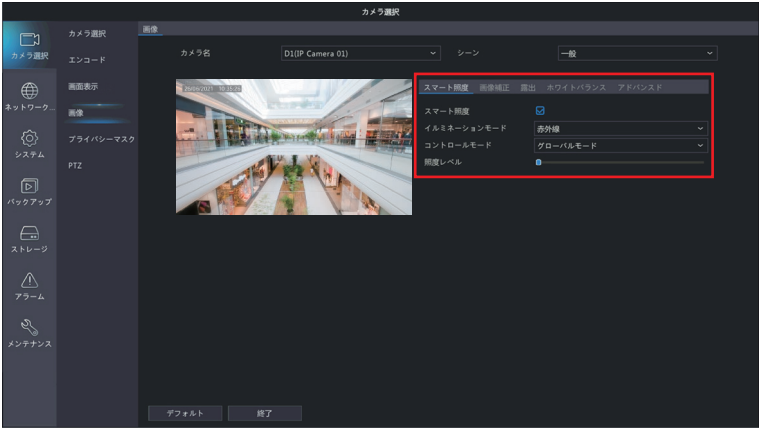 カメラ選択
カメラ選択
ネットワーク...
システム
バックアップ
ストレージ
アラーム
メンテナンス
カメラ選択
エンコード
画面表示
画像
プライバシーマスク
PTZ
画像
カメラ名 D1(IP Camera 01) シーン 一般
スマート照度 画像補正 露出 ホワイトバランス アドバンスド
スマート照度
イルミネーションモード 赤外線
コントロールモード グローバルモード
照度レベル
デフォルト 終了